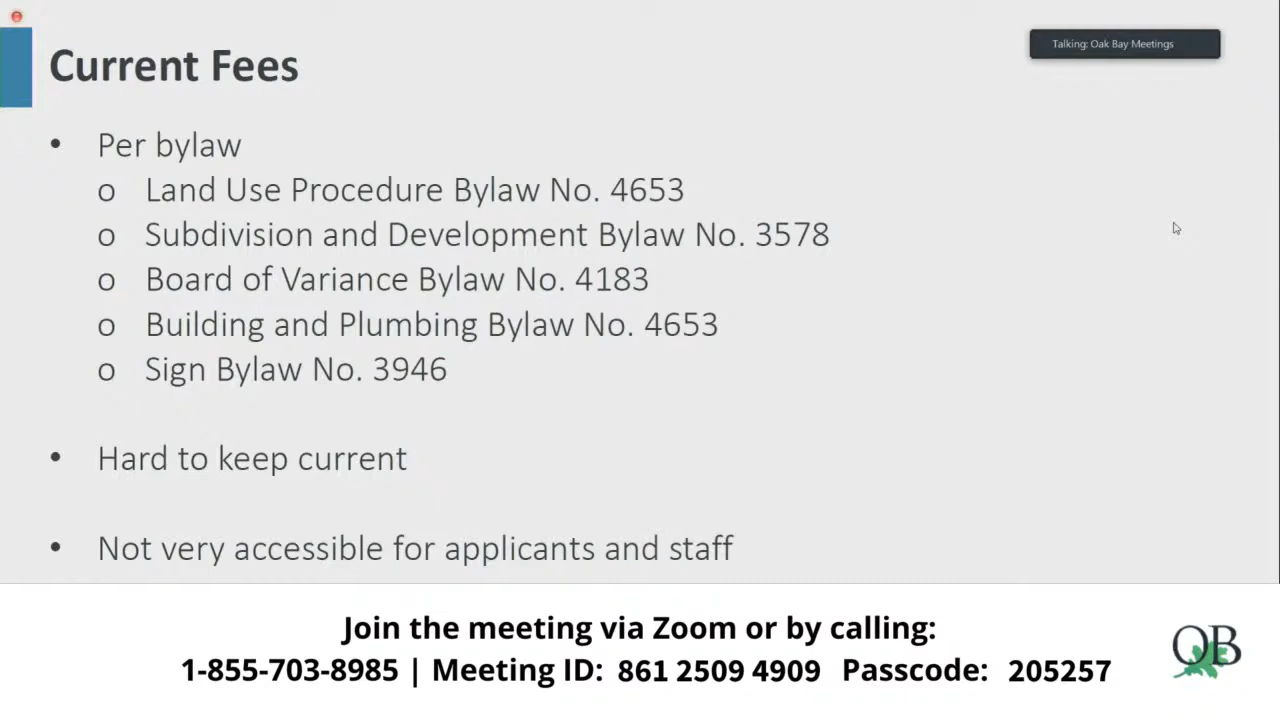 Current Fees
Talking: Oak Bay Meetings
• Per bylaw
o Land Use Procedure Bylaw No. 4653
o Subdivision and Development Bylaw No. 3578
o Board of Variance Bylaw No. 4183
o Building and Plumbing Bylaw No. 4653
o Sign Bylaw No. 3946
• Hard to keep current
• Not very accessible for applicants and staff
Join the meeting via Zoom or by calling:
1-855-703-8985 | Meeting ID: 861 2509 4909 Passcode: 205257
OB